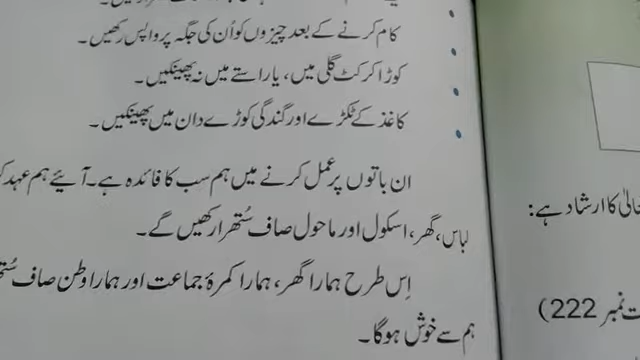 کام کرنے کے بعد چیزوں کو اُن کی جگہ پر واپس رکھیں۔
کوڑا کرکٹ گلی میں، یا راستے میں نہ پھینکیں۔
کاغذ کے ٹکڑے اور گندگی کوڑے دان میں پھینکیں۔
ان باتوں پر عمل کرنے میں ہم سب کا فائدہ ہے۔ آیئے ہم عہد
لباس، گھر، اسکول اور ماحول صاف سُتھرا رکھیں گے۔
اِس طرح ہمارا گھر، ہمارا کمرۂ جماعت اور ہمارا وطن صاف
ہم سے خوش ہوگا۔
کا ارشاد ہے:
نمبر 222)